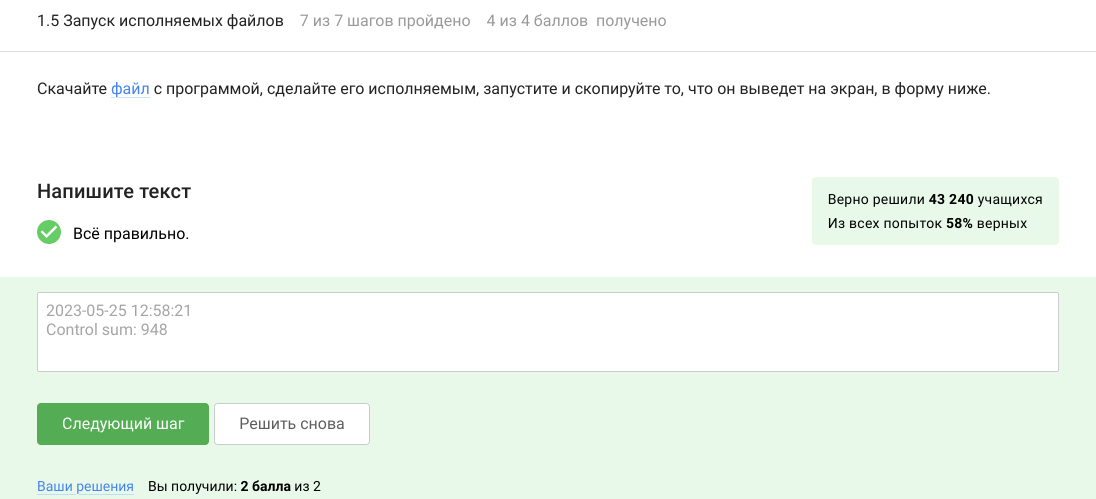 1.5 Запуск исполняемых файлов 7 из 7 шагов пройдено 4 из 4 баллов получено
Скачайте файл с программой, сделайте его исполняемым, запустите и скопируйте то, что он выведет на экран, в форму ниже.
Напишите текст
Всё правильно.
Верно решили 43 240 учащихся
Из всех попыток 58% верных
2023-05-25 12:58:21
Control sum: 948
Следующий шаг Решить снова
Ваши решения Вы получили: 2 балла из 2